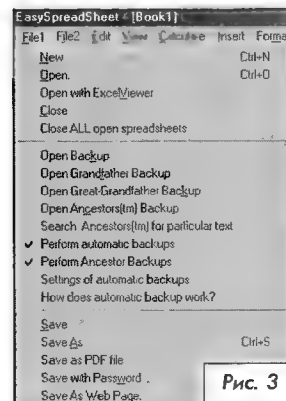 EasySpreadSheet - [Book1]
File1 File2 Edit View Calculate Insert Forma
New Ctrl+N
Open. Ctrl+O
Open with ExcelViewer
Close
Close ALL open spreadsheets
Open Backup
Open Grandfather Backup
Open Great-Grandfather Backup
Open Ancestors(tm) Backup
Search Ancestors(tm) for particular text
✔ Perform automatic backups
✔ Perform Ancestor Backups
Settings of automatic backups
How does automatic backup work?
Save
Save As Ctrl+S
Save as PDF file
Save with Password .
Save As Web Page.
Рис. 3